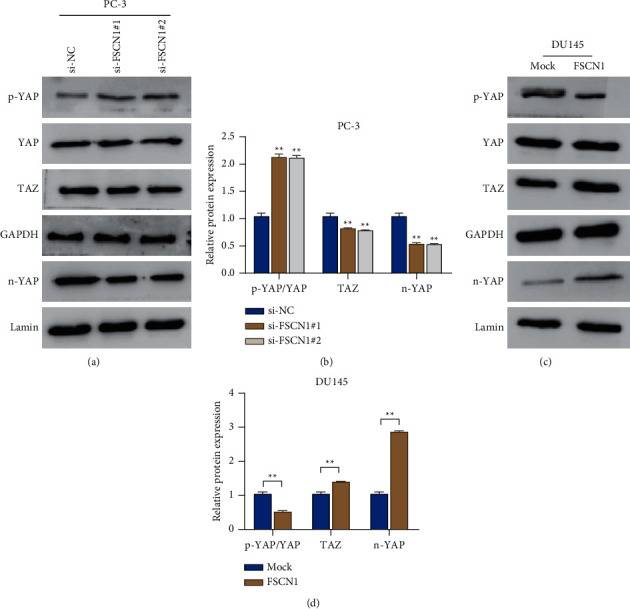 PC-3
si-NC
si-FSCN1#1
si-FSCN1#2
p-YAP
YAP
TAZ
GAPDH
n-YAP
Lamin
(a)
PC-3
Relative protein expression
2.5
2.0
1.5
1.0
0.5
0.0
** ** ** ** ** **
p-YAP/YAP TAZ n-YAP
si-NC
si-FSCN1#1
si-FSCN1#2
(b)
DU145
Mock FSCN1
p-YAP
YAP
TAZ
GAPDH
n-YAP
Lamin
(c)
DU145
Relative protein expression
4
3
2
1
0
** ** **
p-YAP/YAP TAZ n-YAP
Mock
FSCN1
(d)